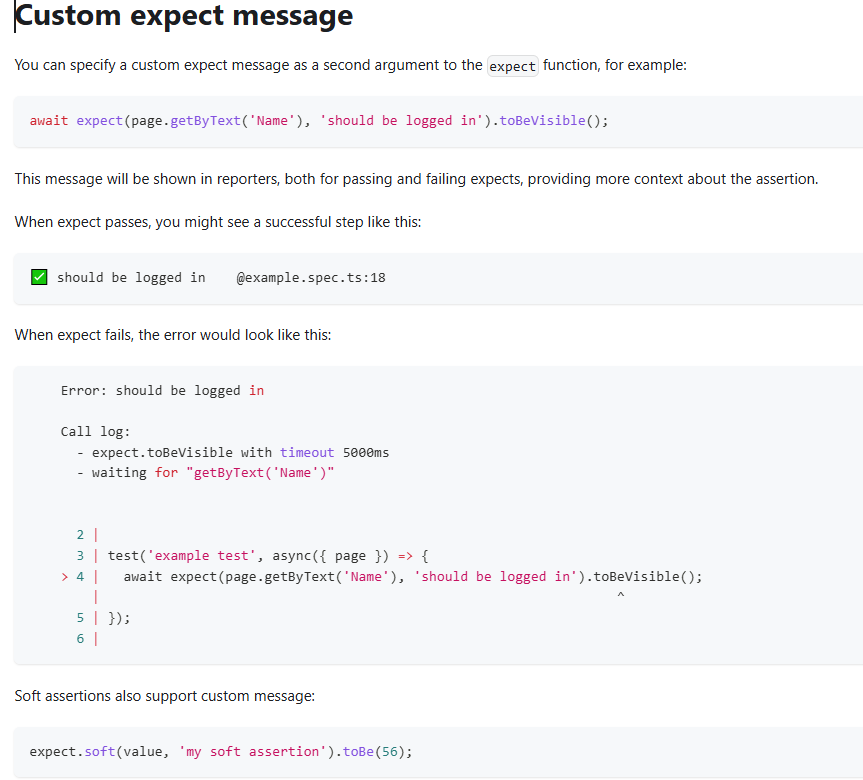 Custom expect message
You can specify a custom expect message as a second argument to the expect function, for example:
await expect(page.getByText('Name'), 'should be logged in').toBeVisible();
This message will be shown in reporters, both for passing and failing expects, providing more context about the assertion.
When expect passes, you might see a successful step like this:
✅ should be logged in    @example.spec.ts:18
When expect fails, the error would look like this:
    Error: should be logged in
    Call log:
      - expect.toBeVisible with timeout 5000ms
      - waiting for "getByText('Name')"
      2 |
      3 | test('example test', async({ page }) => {
    > 4 |   await expect(page.getByText('Name'), 'should be logged in').toBeVisible();
        |                                                                  ^
      5 | });
      6 |
Soft assertions also support custom message:
expect.soft(value, 'my soft assertion').toBe(56);